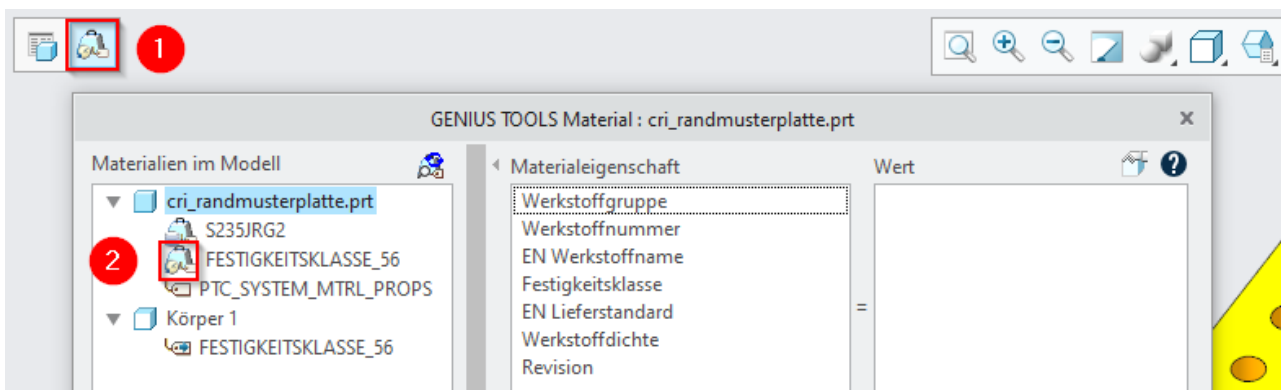 1
GENIUS TOOLS Material : cri_randmusterplatte.prt
x
Materialien im Modell
Materialeigenschaft
Wert
?
cri_randmusterplatte.prt
Werkstoffgruppe
S235JRG2
Werkstoffnummer
2
FESTIGKEITSKLASSE_56
EN Werkstoffname
PTC_SYSTEM_MTRL_PROPS
Festigkeitsklasse
Körper 1
EN Lieferstandard
=
FESTIGKEITSKLASSE_56
Werkstoffdichte
Revision